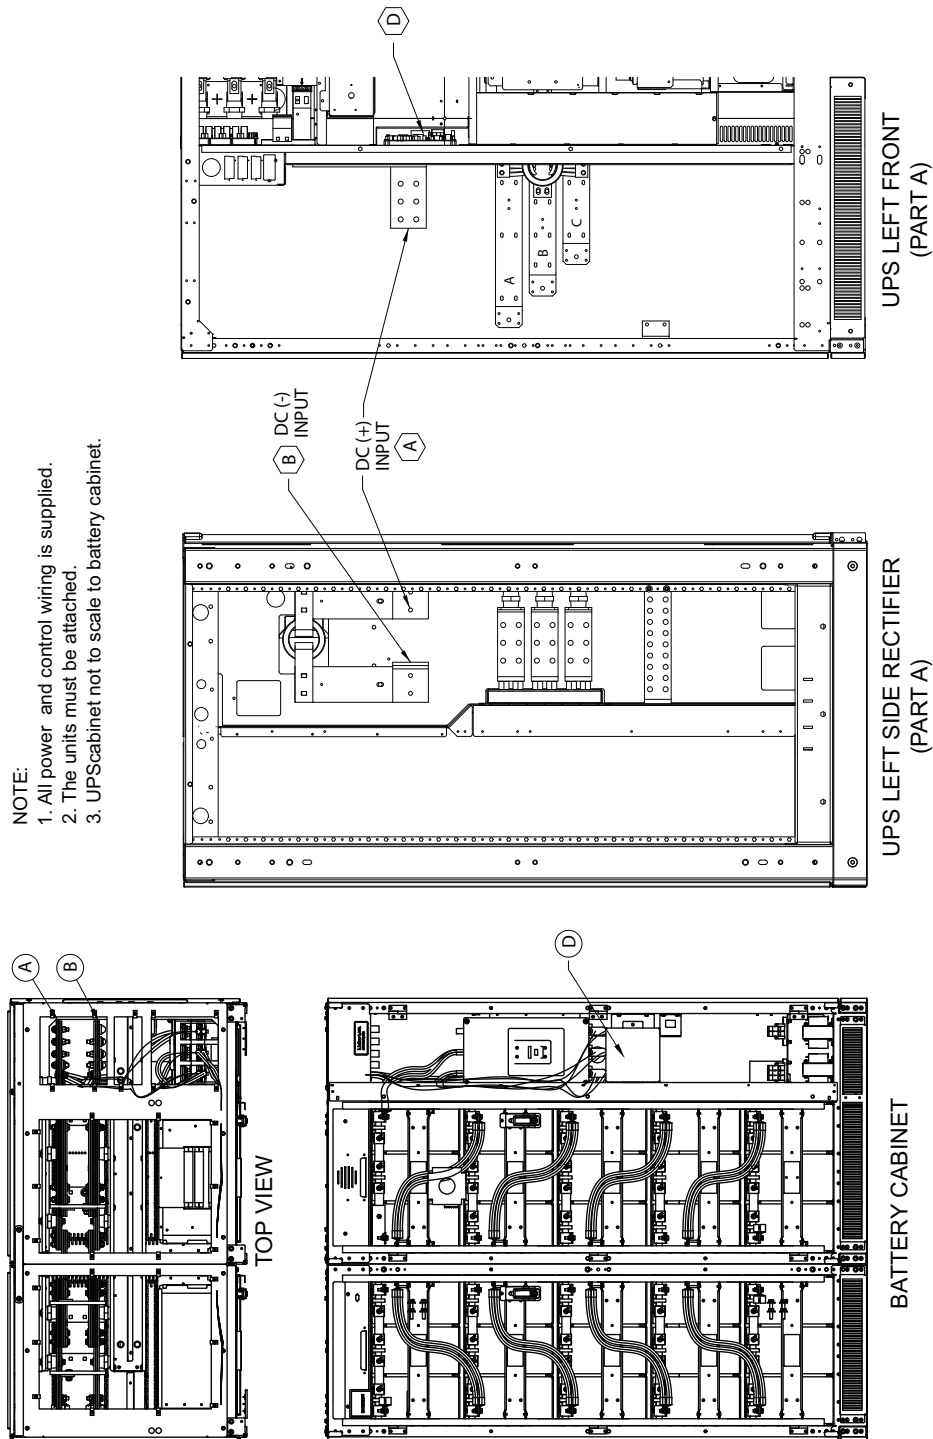 NOTE:
1. All power and control wiring is supplied.
2. The units must be attached.
3. UPScabinet not to scale to battery cabinet.
A
B
TOP VIEW
D
BATTERY CABINET
B
DC (-)
INPUT
DC (+)
INPUT
A
UPS LEFT SIDE RECTIFIER
(PART A)
D
A
B
C
UPS LEFT FRONT
(PART A)